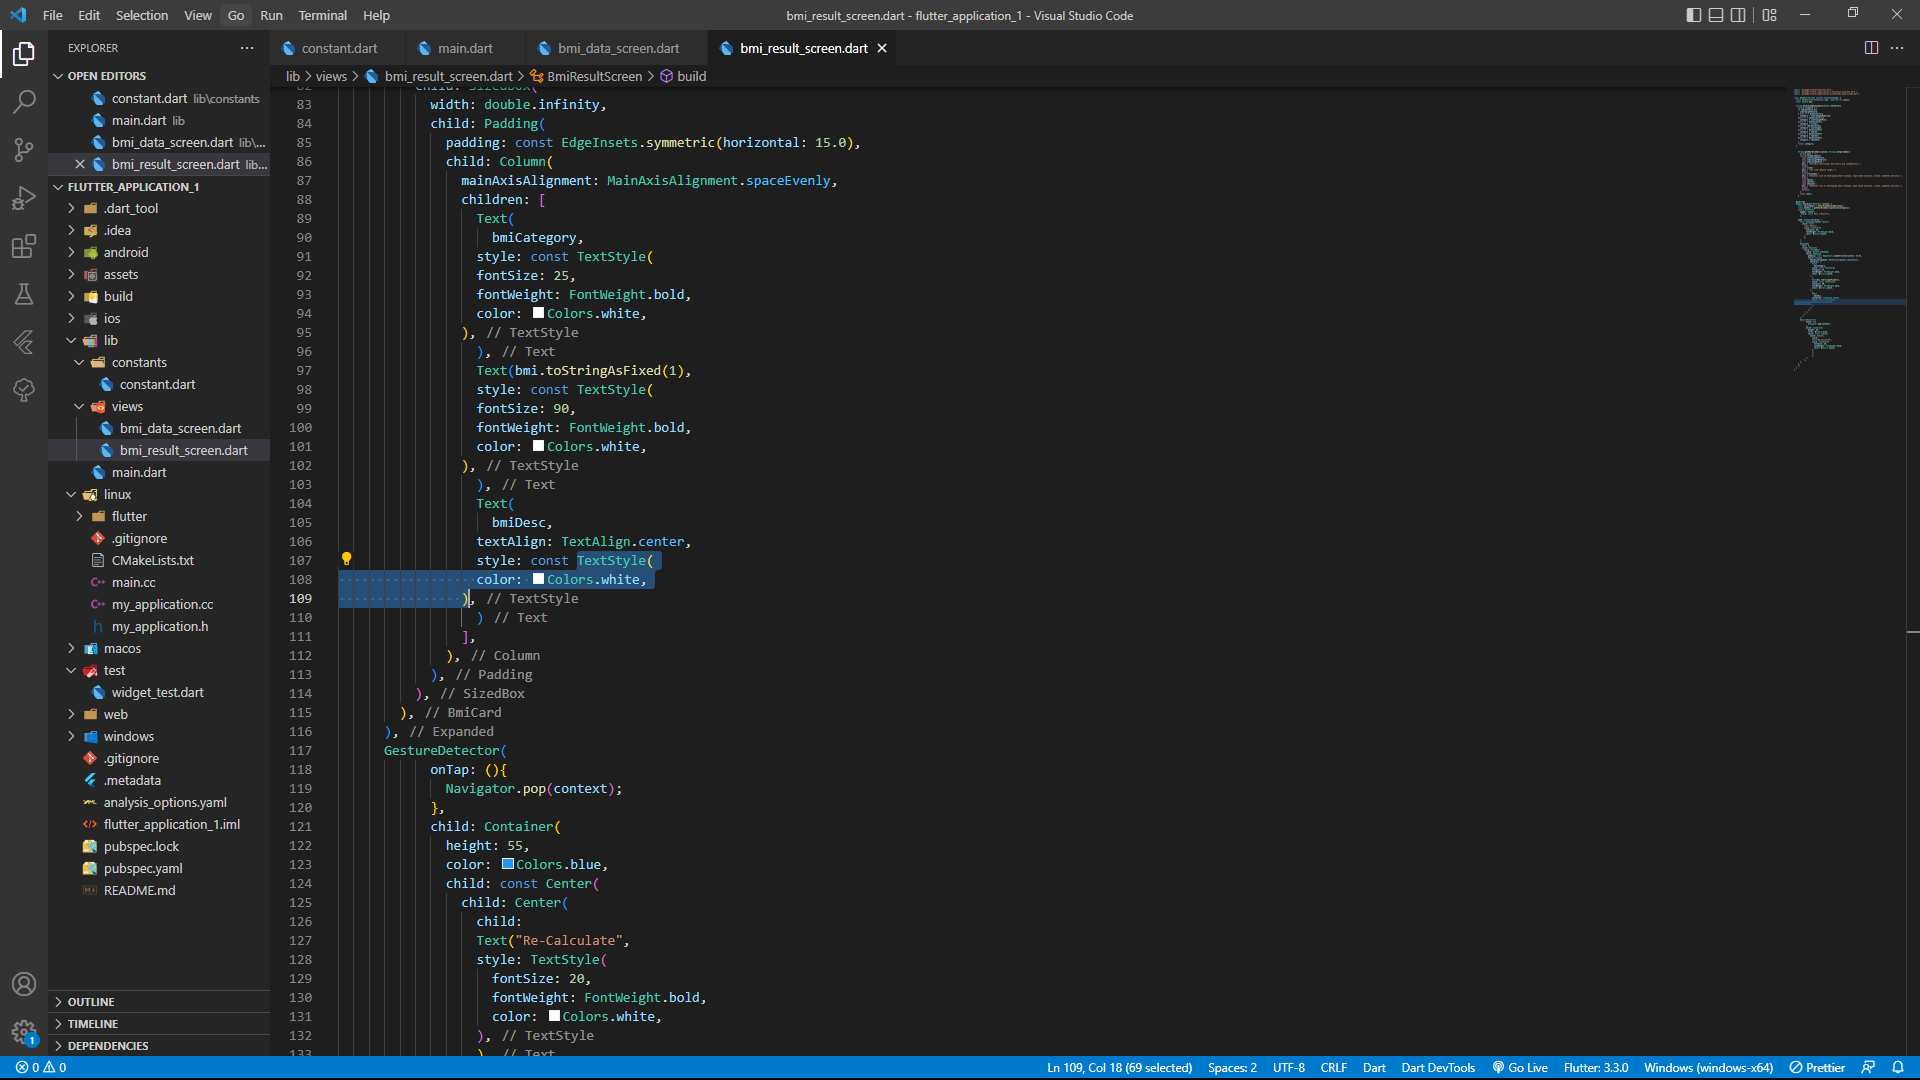 File Edit Selection View Go Run Terminal Help
bmi_result_screen.dart - flutter_application_1 - Visual Studio Code
EXPLORER
constant.dart main.dart bmi_data_screen.dart bmi_result_screen.dart
lib > views > bmi_result_screen.dart > BmiResultScreen > build
OPEN EDITORS
constant.dart lib\constants
main.dart lib
bmi_data_screen.dart lib\...
bmi_result_screen.dart lib...
FLUTTER_APPLICATION_1
.dart_tool
.idea
android
assets
build
ios
lib
constants
constant.dart
views
bmi_data_screen.dart
bmi_result_screen.dart
main.dart
linux
flutter
.gitignore
CMakeLists.txt
main.cc
my_application.cc
my_application.h
macos
test
widget_test.dart
web
windows
.gitignore
.metadata
analysis_options.yaml
flutter_application_1.iml
pubspec.lock
pubspec.yaml
README.md
OUTLINE
TIMELINE
DEPENDENCIES
82 child: SizedBox(
83 width: double.infinity,
84 child: Padding(
85 padding: const EdgeInsets.symmetric(horizontal: 15.0),
86 child: Column(
87 mainAxisAlignment: MainAxisAlignment.spaceEvenly,
88 children: [
89 Text(
90 bmiCategory,
91 style: const TextStyle(
92 fontSize: 25,
93 fontWeight: FontWeight.bold,
94 color: Colors.white,
95 ), // TextStyle
96 ), // Text
97 Text(bmi.toStringAsFixed(1),
98 style: const TextStyle(
99 fontSize: 90,
100 fontWeight: FontWeight.bold,
101 color: Colors.white,
102 ), // TextStyle
103 ), // Text
104 Text(
105 bmiDesc,
106 textAlign: TextAlign.center,
107 style: const TextStyle(
108 color: Colors.white,
109 ), // TextStyle
110 ) // Text
111 ],
112 ), // Column
113 ), // Padding
114 ), // SizedBox
115 ), // BmiCard
116 ), // Expanded
117 GestureDetector(
118 onTap: (){
119 Navigator.pop(context);
120 },
121 child: Container(
122 height: 55,
123 color: Colors.blue,
124 child: const Center(
125 child: Center(
126 child:
127 Text("Re-Calculate",
128 style: TextStyle(
129 fontSize: 20,
130 fontWeight: FontWeight.bold,
131 color: Colors.white,
132 ), // TextStyle
133 ), // Text
1
0 0 Ln 109, Col 18 (69 selected) Spaces: 2 UTF-8 CRLF Dart Dart DevTools Go Live Flutter: 3.3.0 Windows (windows-x64) Prettier